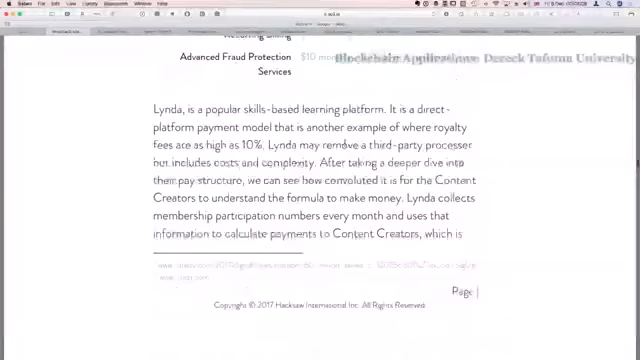 Recurring Billing
Advanced Fraud Protection
Services
$10
Blockchain Applications University
Lynda, is a popular skills-based learning platform. It is a direct-
platform payment model that is another example of where royalty
fees are as high as 10%. Lynda may remove a third-party processer
but includes costs and complexity. After taking a deeper dive into
their pay structure, we can see how convoluted it is for the Content
Creators to understand the formula to make money. Lynda collects
membership participation numbers every month and uses that
information to calculate payments to Content Creators, which is
Page |
Copyright © 2017 Hacksaw International Inc. All Rights Reserved.